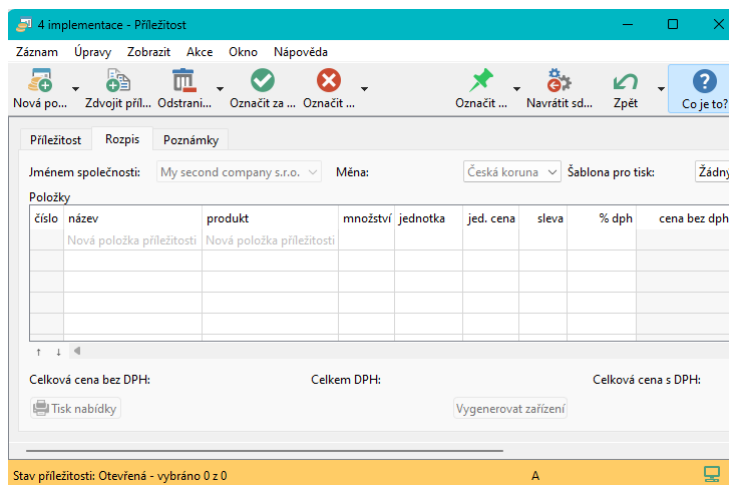 4 implementace - Příležitost
Záznam Úpravy Zobrazit Akce Okno Nápověda
Nová po... Zdvojit příl... Odstrani... Označit za ... Označit ... Označit ... Navrátit sd... Zpět Co je to?
Příležitost Rozpis Poznámky
Jménem společnosti: My second company s.r.o. Měna: Česká koruna Šablona pro tisk: Žádný
Položky
číslo název produkt množství jednotka jed. cena sleva % dph cena bez dph
Nová položka příležitosti Nová položka příležitosti
Celková cena bez DPH: Celkem DPH: Celková cena s DPH:
Tisk nabídky Vygenerovat zařízení
Stav příležitosti: Otevřená - vybráno 0 z 0 A